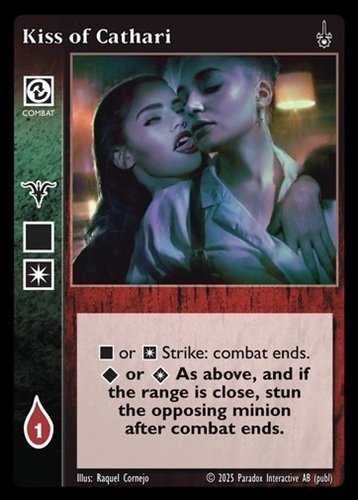 Kiss of Cathari
COMBAT
or Strike: combat ends.
or As above, and if
the range is close, stun
the opposing minion
after combat ends.
1
Illus: Raquel Cornejo © 2025 Paradox Interactive AB (publ)